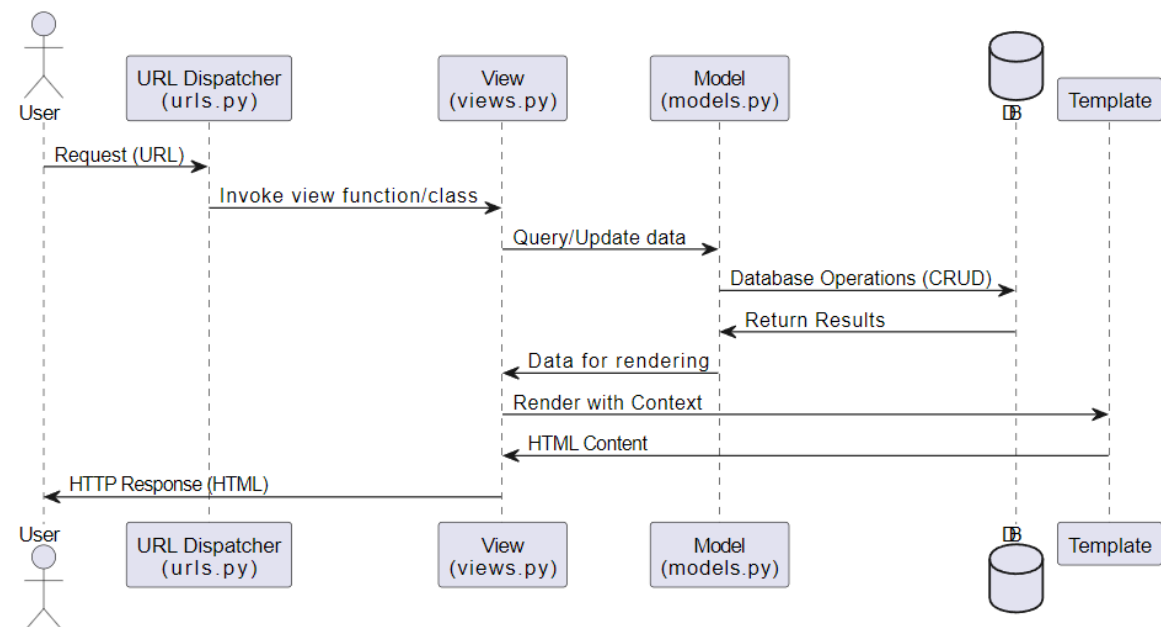 User
URL Dispatcher
(urls.py)
View
(views.py)
Model
(models.py)
DB
Template
Request (URL)
Invoke view function/class
Query/Update data
Database Operations (CRUD)
Return Results
Data for rendering
Render with Context
HTML Content
HTTP Response (HTML)
User
URL Dispatcher
(urls.py)
View
(views.py)
Model
(models.py)
DB
Template